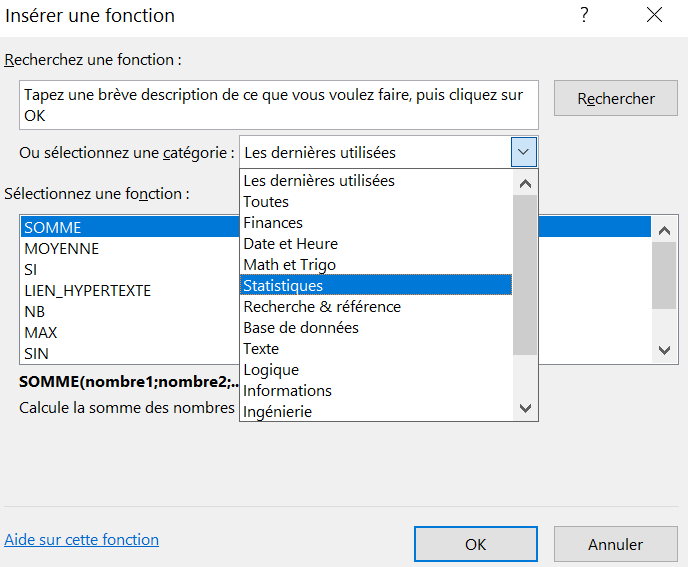 Insérer une fonction
?
Recherchez une fonction :
Tapez une brève description de ce que vous voulez faire, puis cliquez sur
OK
Rechercher
Ou sélectionnez une catégorie :
Les dernières utilisées
Les dernières utilisées
Toutes
Finances
Date et Heure
Math et Trigo
Statistiques
Recherche & référence
Base de données
Texte
Logique
Informations
Ingénierie
Sélectionnez une fonction :
SOMME
MOYENNE
SI
LIEN_HYPERTEXTE
NB
MAX
SIN
SOMME(nombre1;nombre2;..
Calcule la somme des nombres
Aide sur cette fonction
OK
Annuler